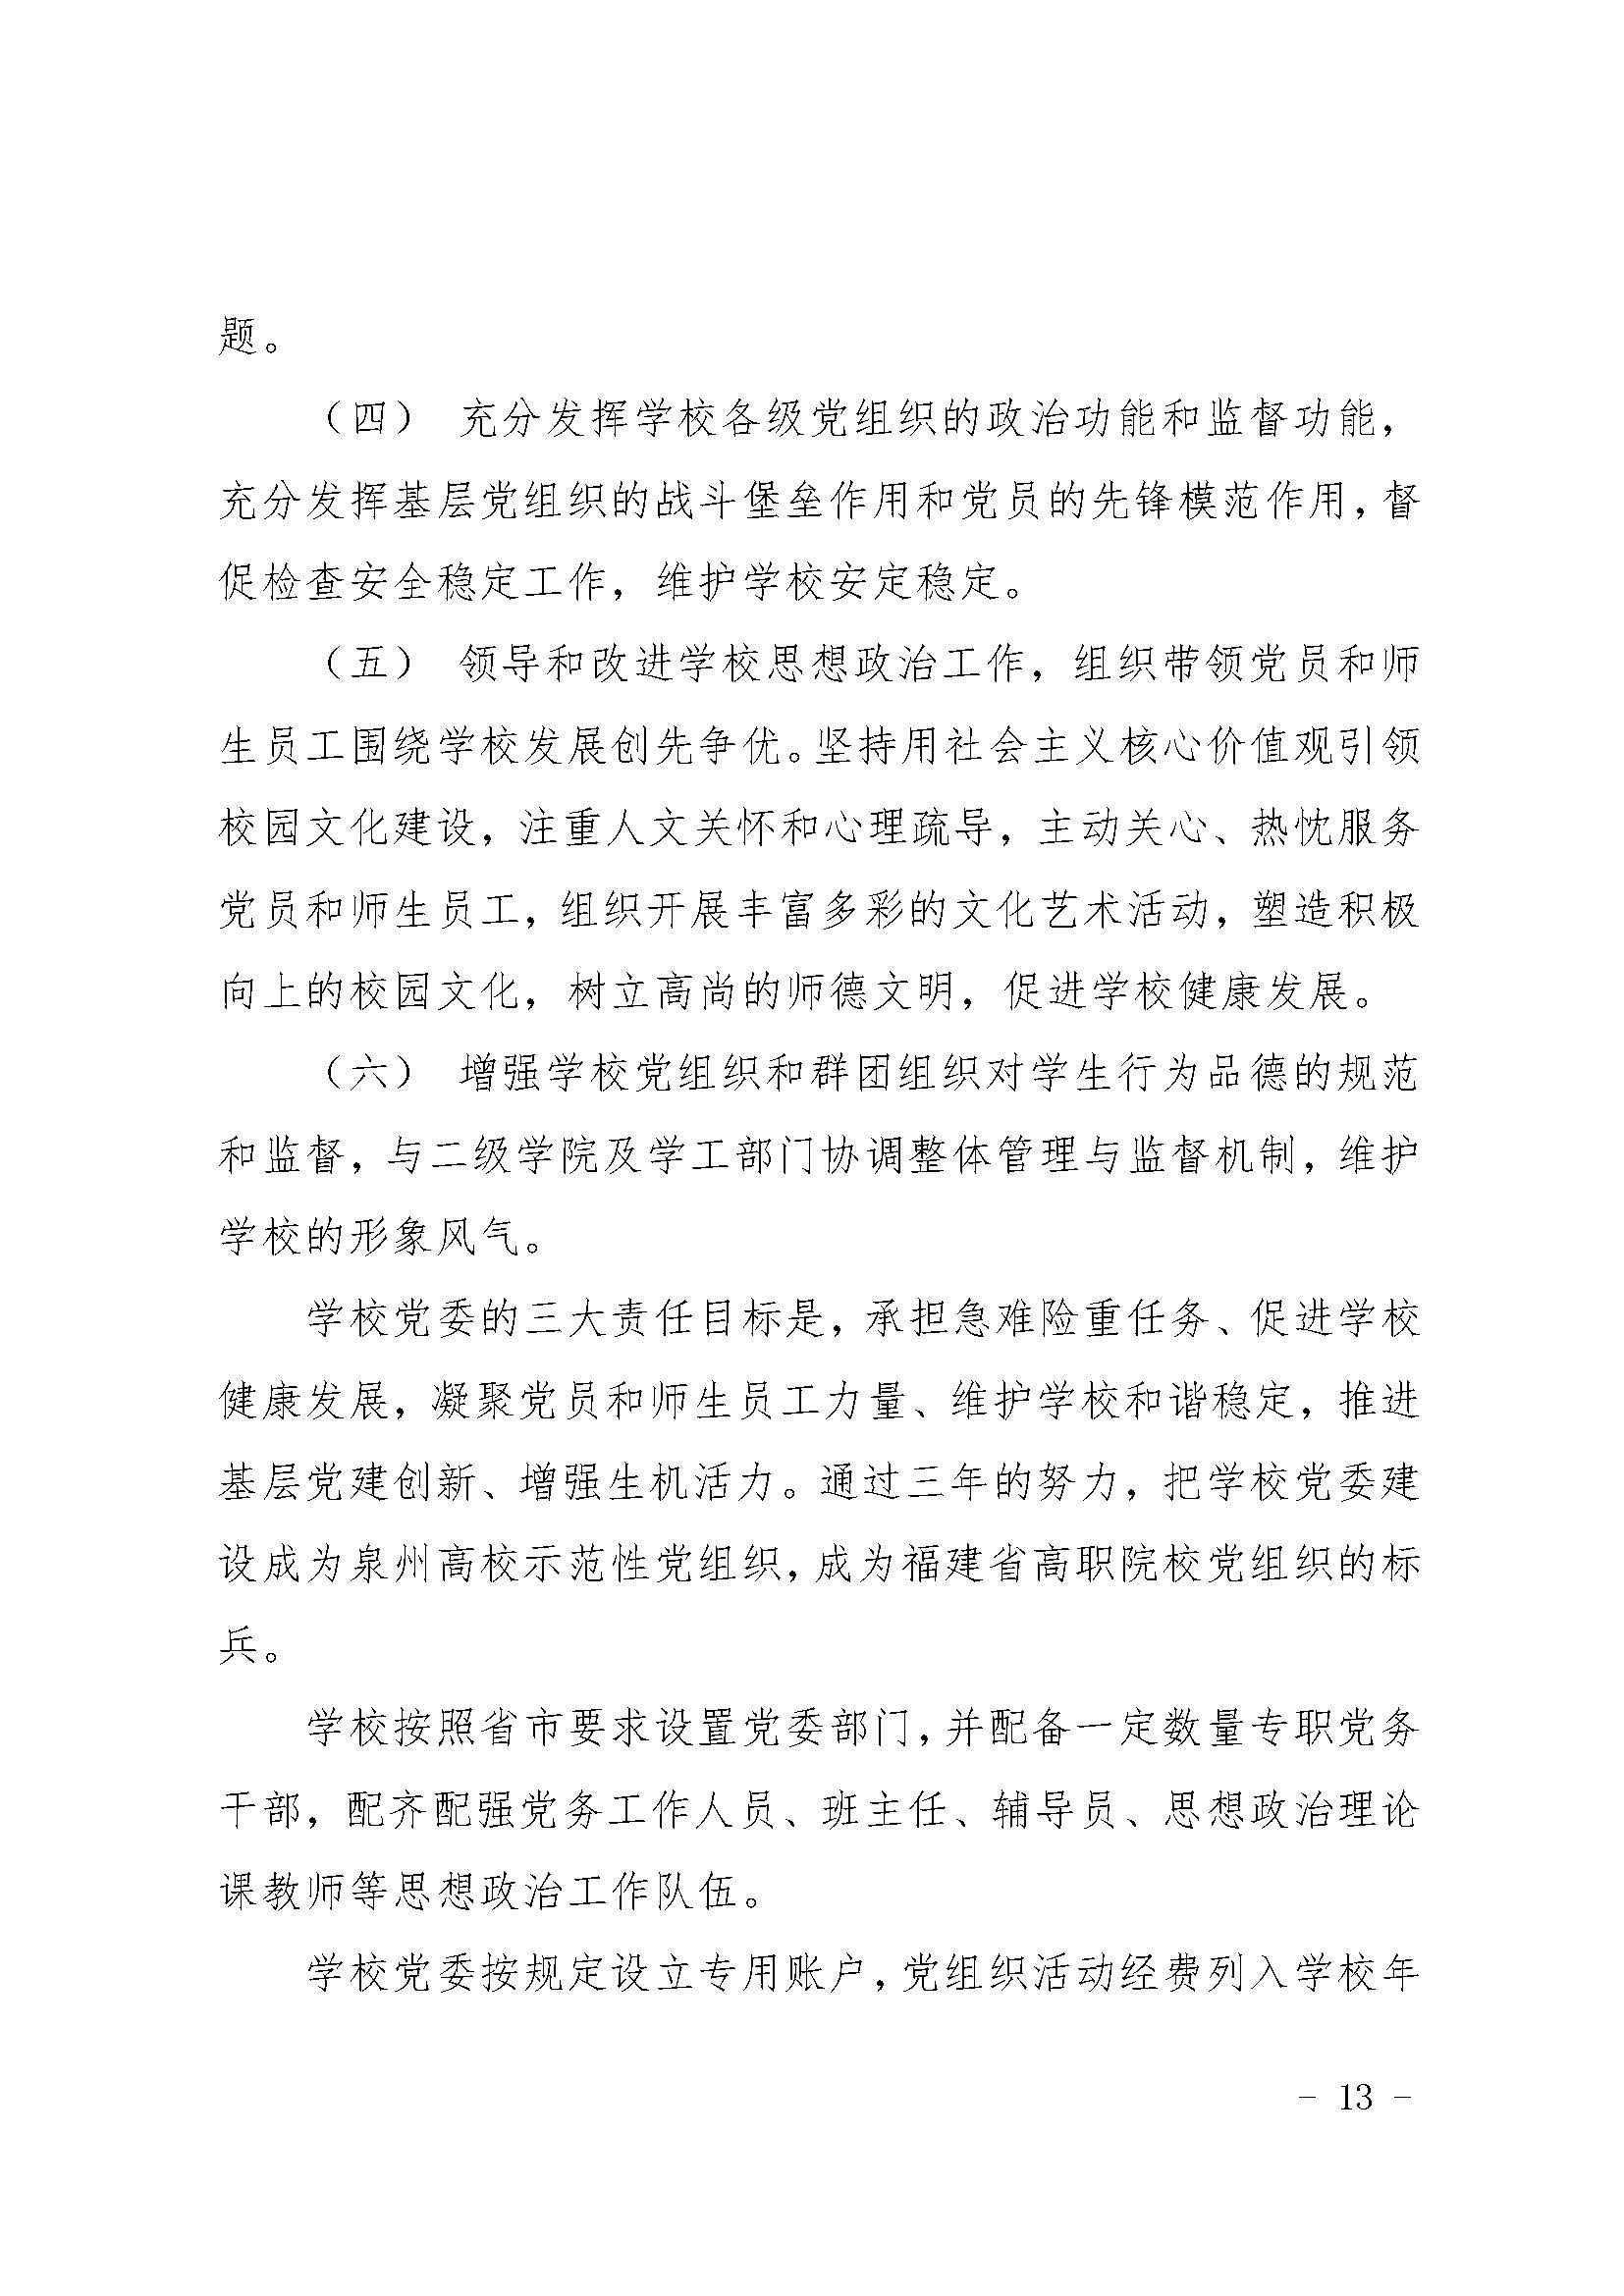 题。
（四） 充分发挥学校各级党组织的政治功能和监督功能，
充分发挥基层党组织的战斗堡垒作用和党员的先锋模范作用，督
促检查安全稳定工作，维护学校安定稳定。
（五） 领导和改进学校思想政治工作，组织带领党员和师
生员工围绕学校发展创先争优。坚持用社会主义核心价值观引领
校园文化建设，注重人文关怀和心理疏导，主动关心、热忱服务
党员和师生员工，组织开展丰富多彩的文化艺术活动，塑造积极
向上的校园文化，树立高尚的师德文明，促进学校健康发展。
（六） 增强学校党组织和群团组织对学生行为品德的规范
和监督，与二级学院及学工部门协调整体管理与监督机制，维护
学校的形象风气。
学校党委的三大责任目标是，承担急难险重任务、促进学校
健康发展，凝聚党员和师生员工力量、维护学校和谐稳定，推进
基层党建创新、增强生机活力。通过三年的努力，把学校党委建
设成为泉州高校示范性党组织，成为福建省高职院校党组织的标
兵。
学校按照省市要求设置党委部门，并配备一定数量专职党务
干部，配齐配强党务工作人员、班主任、辅导员、思想政治理论
课教师等思想政治工作队伍。
学校党委按规定设立专用账户，党组织活动经费列入学校年
- 13 -